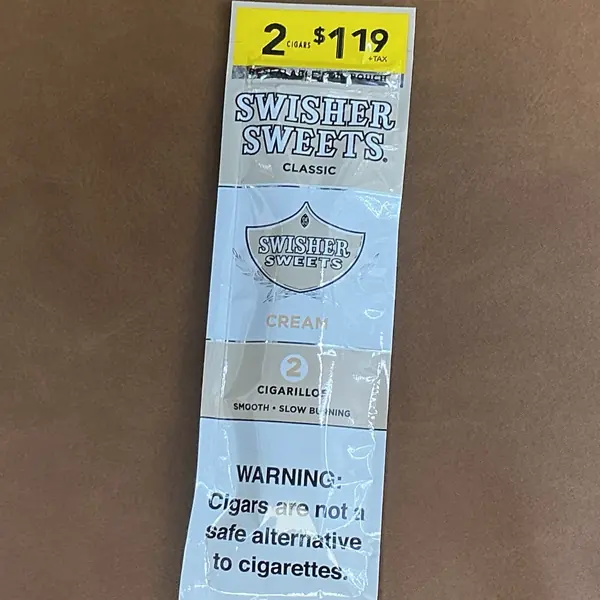 2 CIGARS $1 19
+TAX
POUCH
SWISHER
SWEETS®
CLASSIC
SWISHER
SWEETS
CREAM
2
CIGARILLOS
SMOOTH • SLOW BURNING
WARNING:
Cigars are not a
safe alternative
to cigarettes.